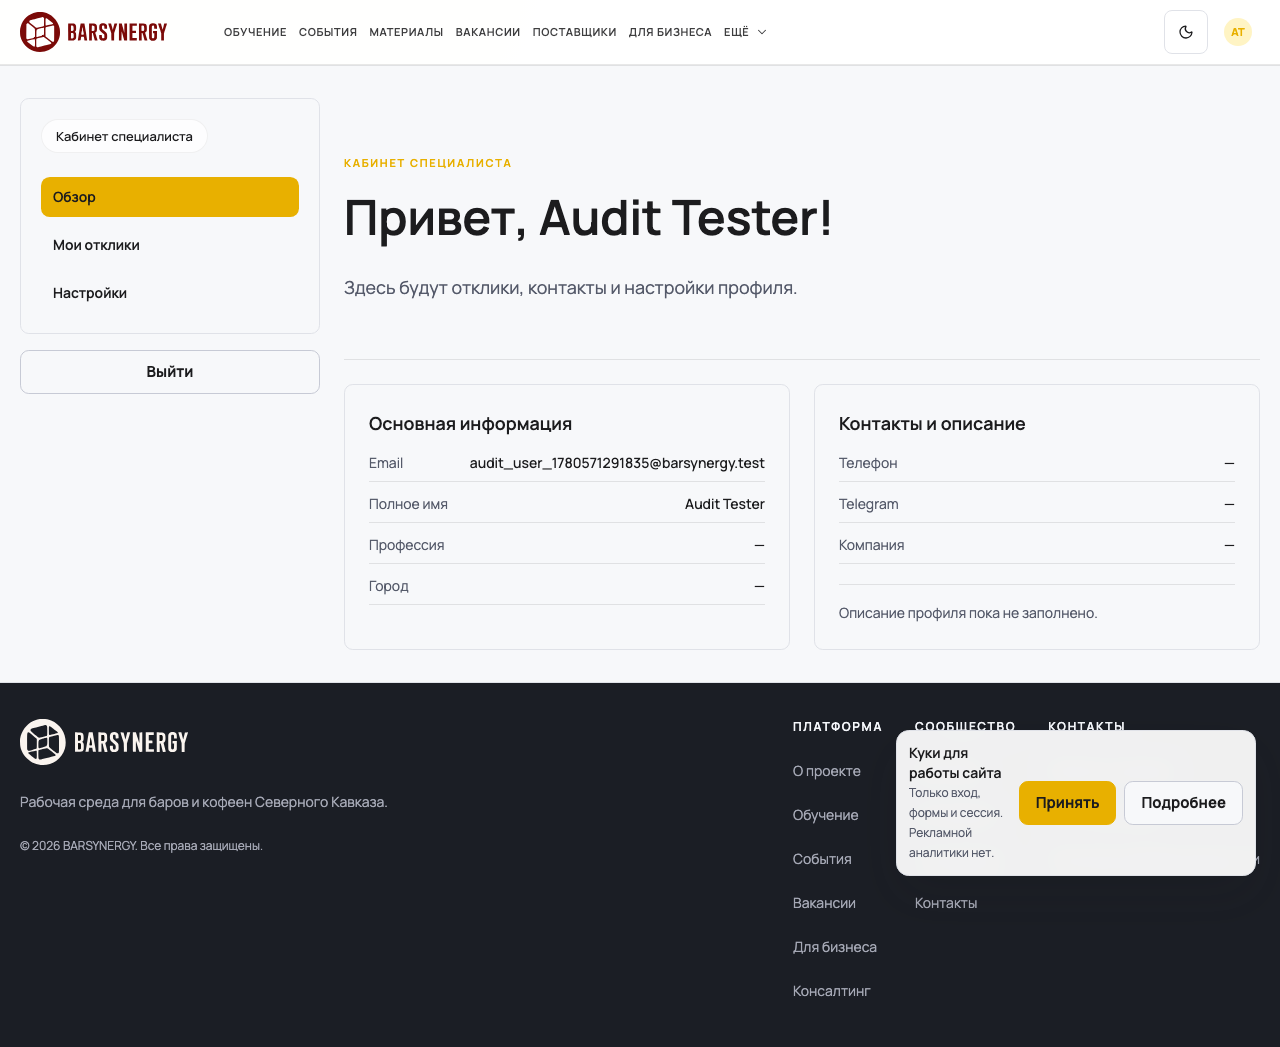 BARSYNERGY
ОБУЧЕНИЕ СОБЫТИЯ МАТЕРИАЛЫ ВАКАНСИИ ПОСТАВЩИКИ ДЛЯ БИЗНЕСА ЕЩЁ
AT
Кабинет специалиста
Обзор
Мои отклики
Настройки
Выйти
КАБИНЕТ СПЕЦИАЛИСТА
Привет, Audit Tester!
Здесь будут отклики, контакты и настройки профиля.
Основная информация
Email audit_user_1780571291835@barsynergy.test
Полное имя Audit Tester
Профессия —
Город —
Контакты и описание
Телефон —
Telegram —
Компания —
Описание профиля пока не заполнено.
BARSYNERGY
Рабочая среда для баров и кофеен Северного Кавказа.
© 2026 BARSYNERGY. Все права защищены.
ПЛАТФОРМА
О проекте
Обучение
События
Вакансии
Для бизнеса
Консалтинг
СООБЩЕСТВО
Контакты
КОНТАКТЫ
Куки для
работы сайта
Только вход,
формы и сессия.
Рекламной
аналитики нет.
Принять
Подробнее